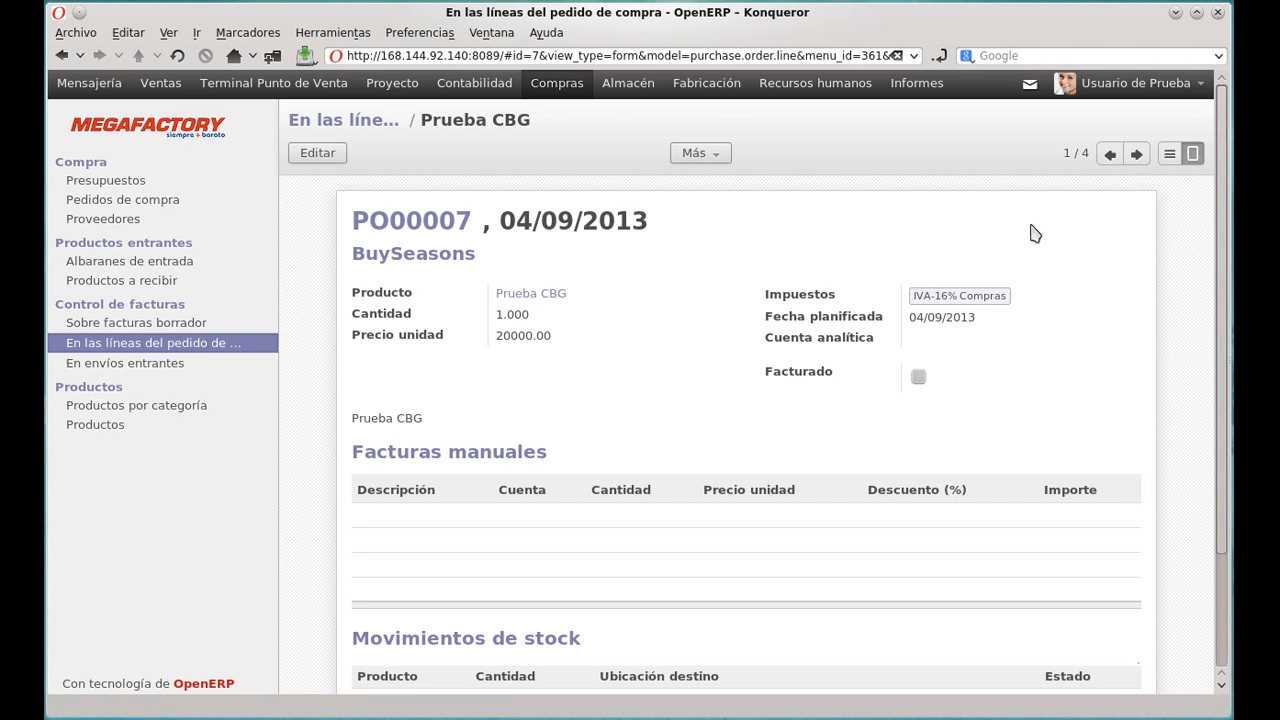 En las líneas del pedido de compra - OpenERP – Konqueror
Archivo Editar Ver Ir Marcadores Herramientas Preferencias Ventana Ayuda
http://168.144.92.140:8089/#id=7&view_type=form&model=purchase.order.line&menu_id=361& Google
Mensajería Ventas Terminal Punto de Venta Proyecto Contabilidad Compras Almacén Fabricación Recursos humanos Informes Usuario de Prueba
MEGAFACTORY
siempre + barato
Compra
Presupuestos
Pedidos de compra
Proveedores
Productos entrantes
Albaranes de entrada
Productos a recibir
Control de facturas
Sobre facturas borrador
En las líneas del pedido de ...
En envíos entrantes
Productos
Productos por categoría
Productos
Con tecnología de OpenERP
En las líne... / Prueba CBG
Editar Más 1 / 4
PO00007 , 04/09/2013
BuySeasons
Producto Prueba CBG
Cantidad 1.000
Precio unidad 20000.00
Impuestos IVA-16% Compras
Fecha planificada 04/09/2013
Cuenta analítica
Facturado
Prueba CBG
Facturas manuales
Descripción Cuenta Cantidad Precio unidad Descuento (%) Importe
Movimientos de stock
Producto Cantidad Ubicación destino Estado